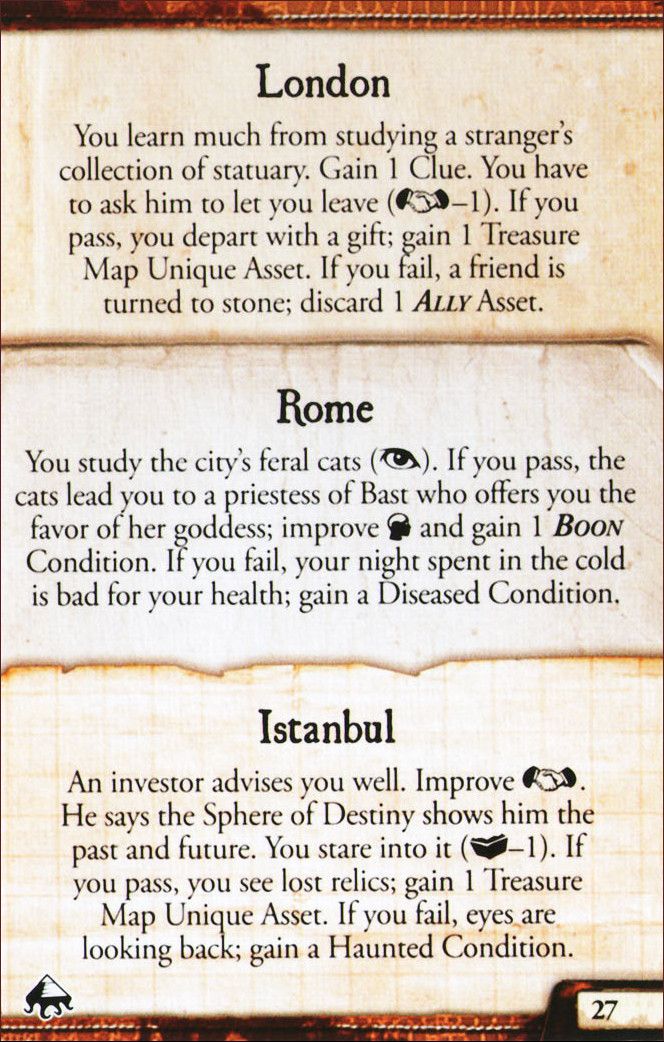 London
You learn much from studying a stranger's
collection of statuary. Gain 1 Clue. You have
to ask him to let you leave (–1). If you
pass, you depart with a gift; gain 1 Treasure
Map Unique Asset. If you fail, a friend is
turned to stone; discard 1 ALLY Asset.
Rome
You study the city's feral cats (). If you pass, the
cats lead you to a priestess of Bast who offers you the
favor of her goddess; improve and gain 1 BOON
Condition. If you fail, your night spent in the cold
is bad for your health; gain a Diseased Condition.
Istanbul
An investor advises you well. Improve .
He says the Sphere of Destiny shows him the
past and future. You stare into it (–1). If
you pass, you see lost relics; gain 1 Treasure
Map Unique Asset. If you fail, eyes are
looking back; gain a Haunted Condition.
27